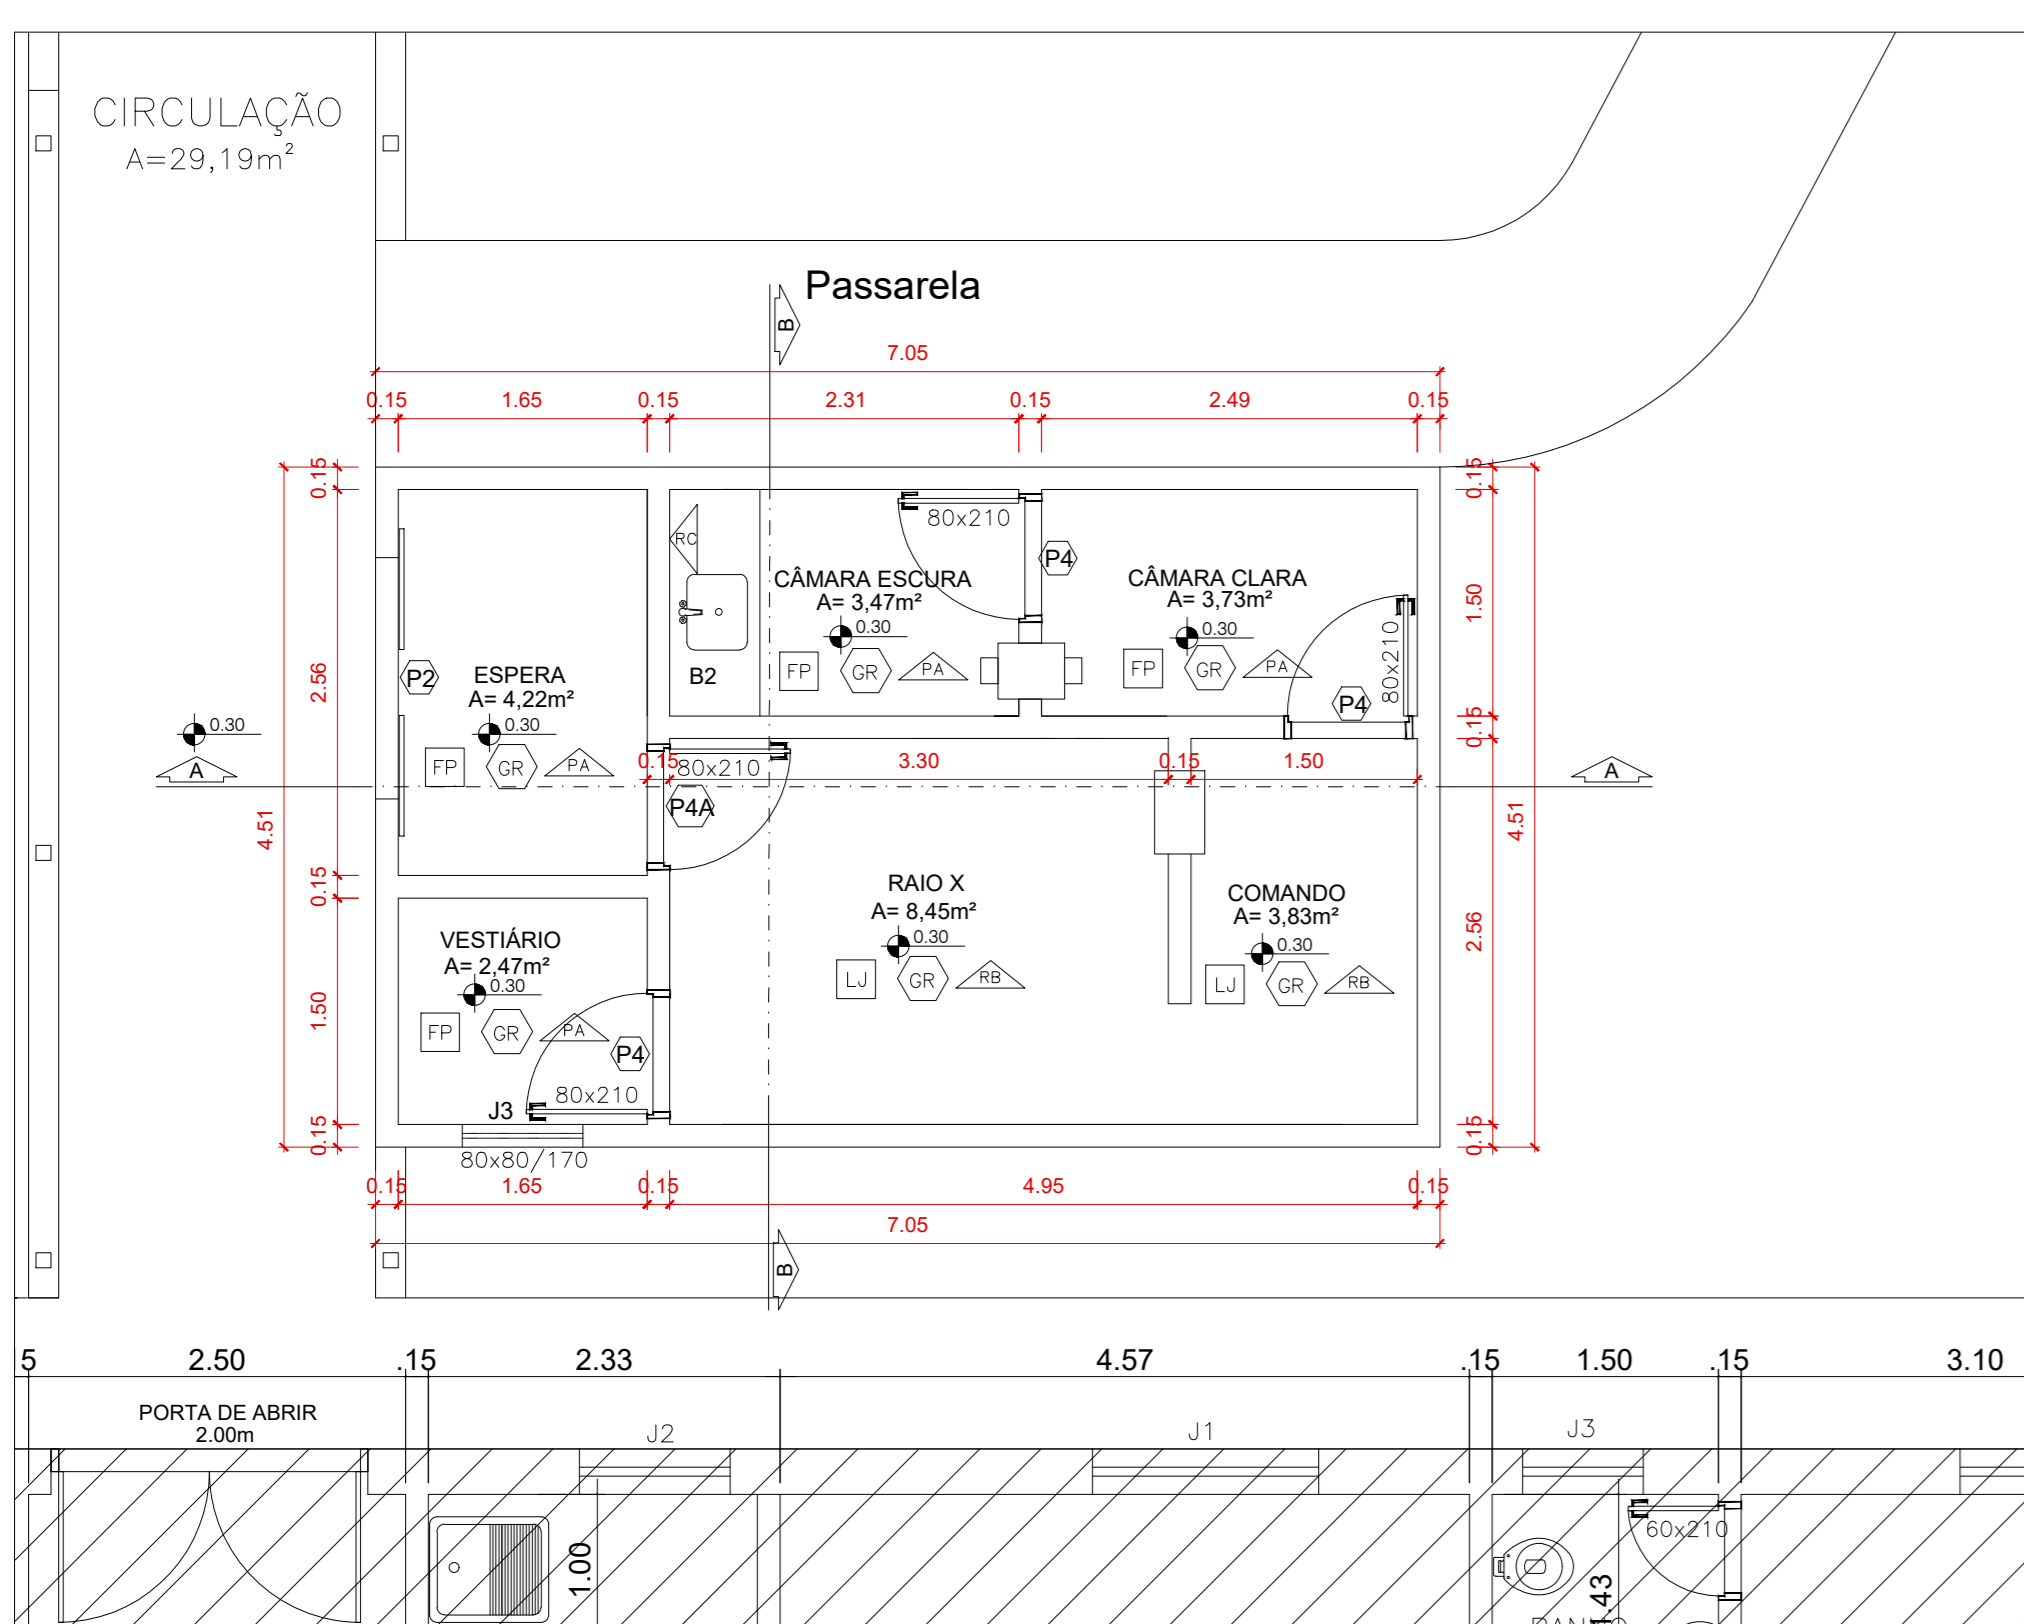 CIRCULAÇÃO
A=29,19m²
Passarela
B
7.05
0.15
1.65
0.15
2.31
0.15
2.49
0.15
0.15
0.15
80x210
RC
P4
CÂMARA ESCURA
A= 3,47m²
0.30
CÂMARA CLARA
A= 3,73m²
0.30
1.50
80x210
2.56
P2
ESPERA
A= 4,22m²
0.30
B2
FP
GR
PA
FP
GR
PA
P4
0.15
0.30
A
FP
GR
PA
0.15
80x210
3.30
0.15
1.50
A
P4A
4.51
4.51
0.15
RAIO X
A= 8,45m²
0.30
COMANDO
A= 3,83m²
0.30
2.56
VESTIÁRIO
A= 2,47m²
0.30
LJ
GR
RB
LJ
GR
RB
1.50
FP
GR
PA
P4
80x210
J3
0.15
0.15
80x80/170
0.15
1.65
0.15
4.95
0.15
7.05
B
5
2.50
.15
2.33
4.57
.15
1.50
.15
3.10
PORTA DE ABRIR
2.00m
J2
J1
J3
60x210
1.00